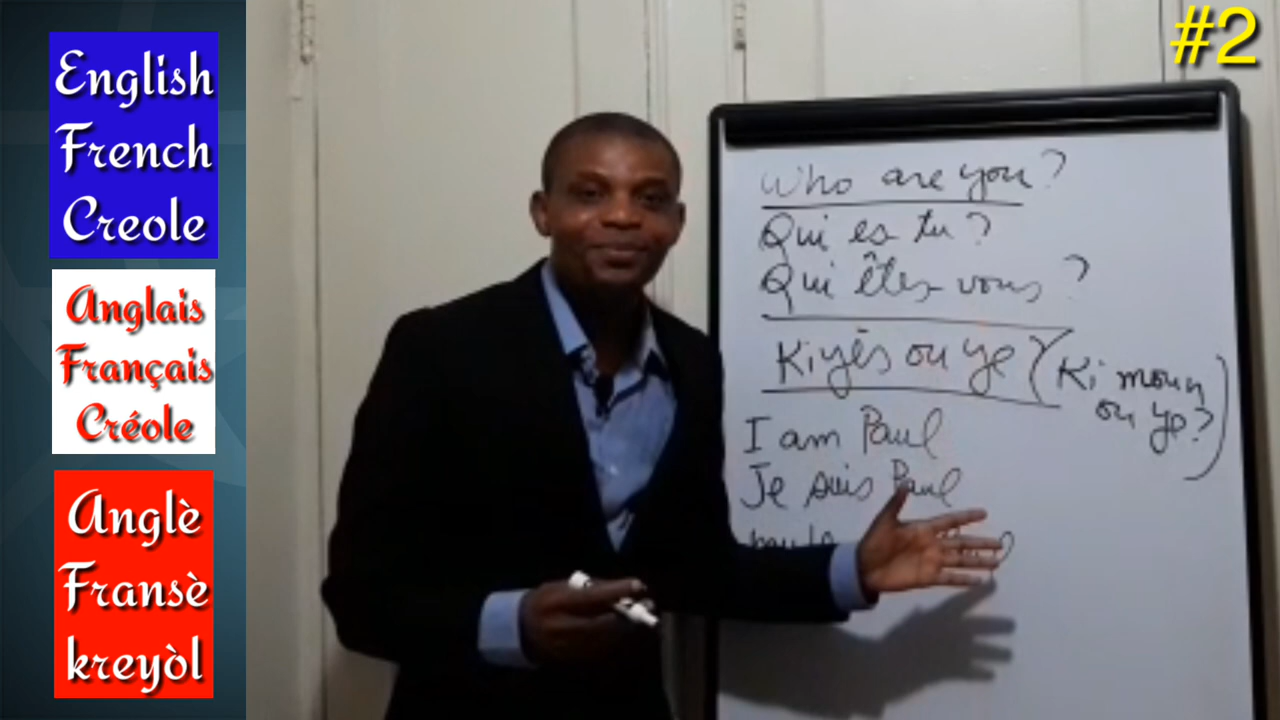 English
French
Creole
Anglais
Français
Créole
Anglè
Fransè
kreyòl
#2
Who are you?
Qui es tu?
Qui êtes vous?
Kiyès ou ye?
(Ki moun
ou ye?)
I am Paul
Je suis Paul